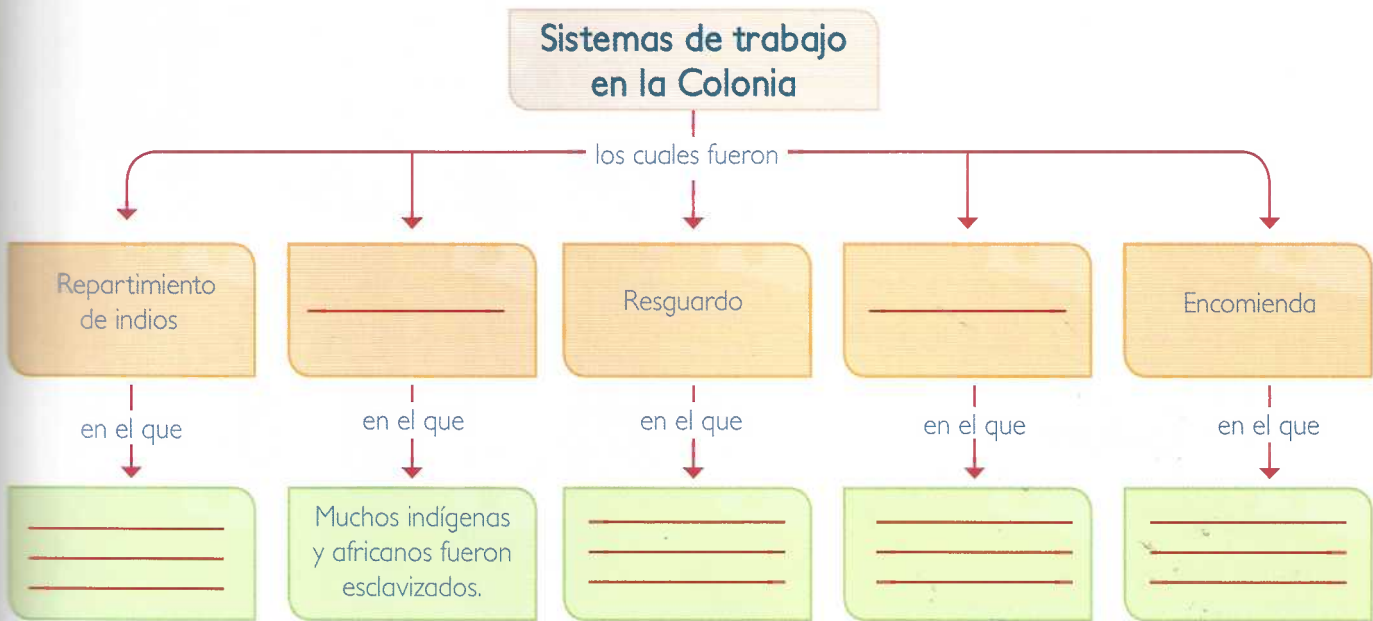 Sistemas de trabajo
en la Colonia
los cuales fueron
Repartimiento
de indios
Resguardo
Encomienda
en el que
en el que
en el que
en el que
en el que
Muchos indígenas
y africanos fueron
esclavizados.